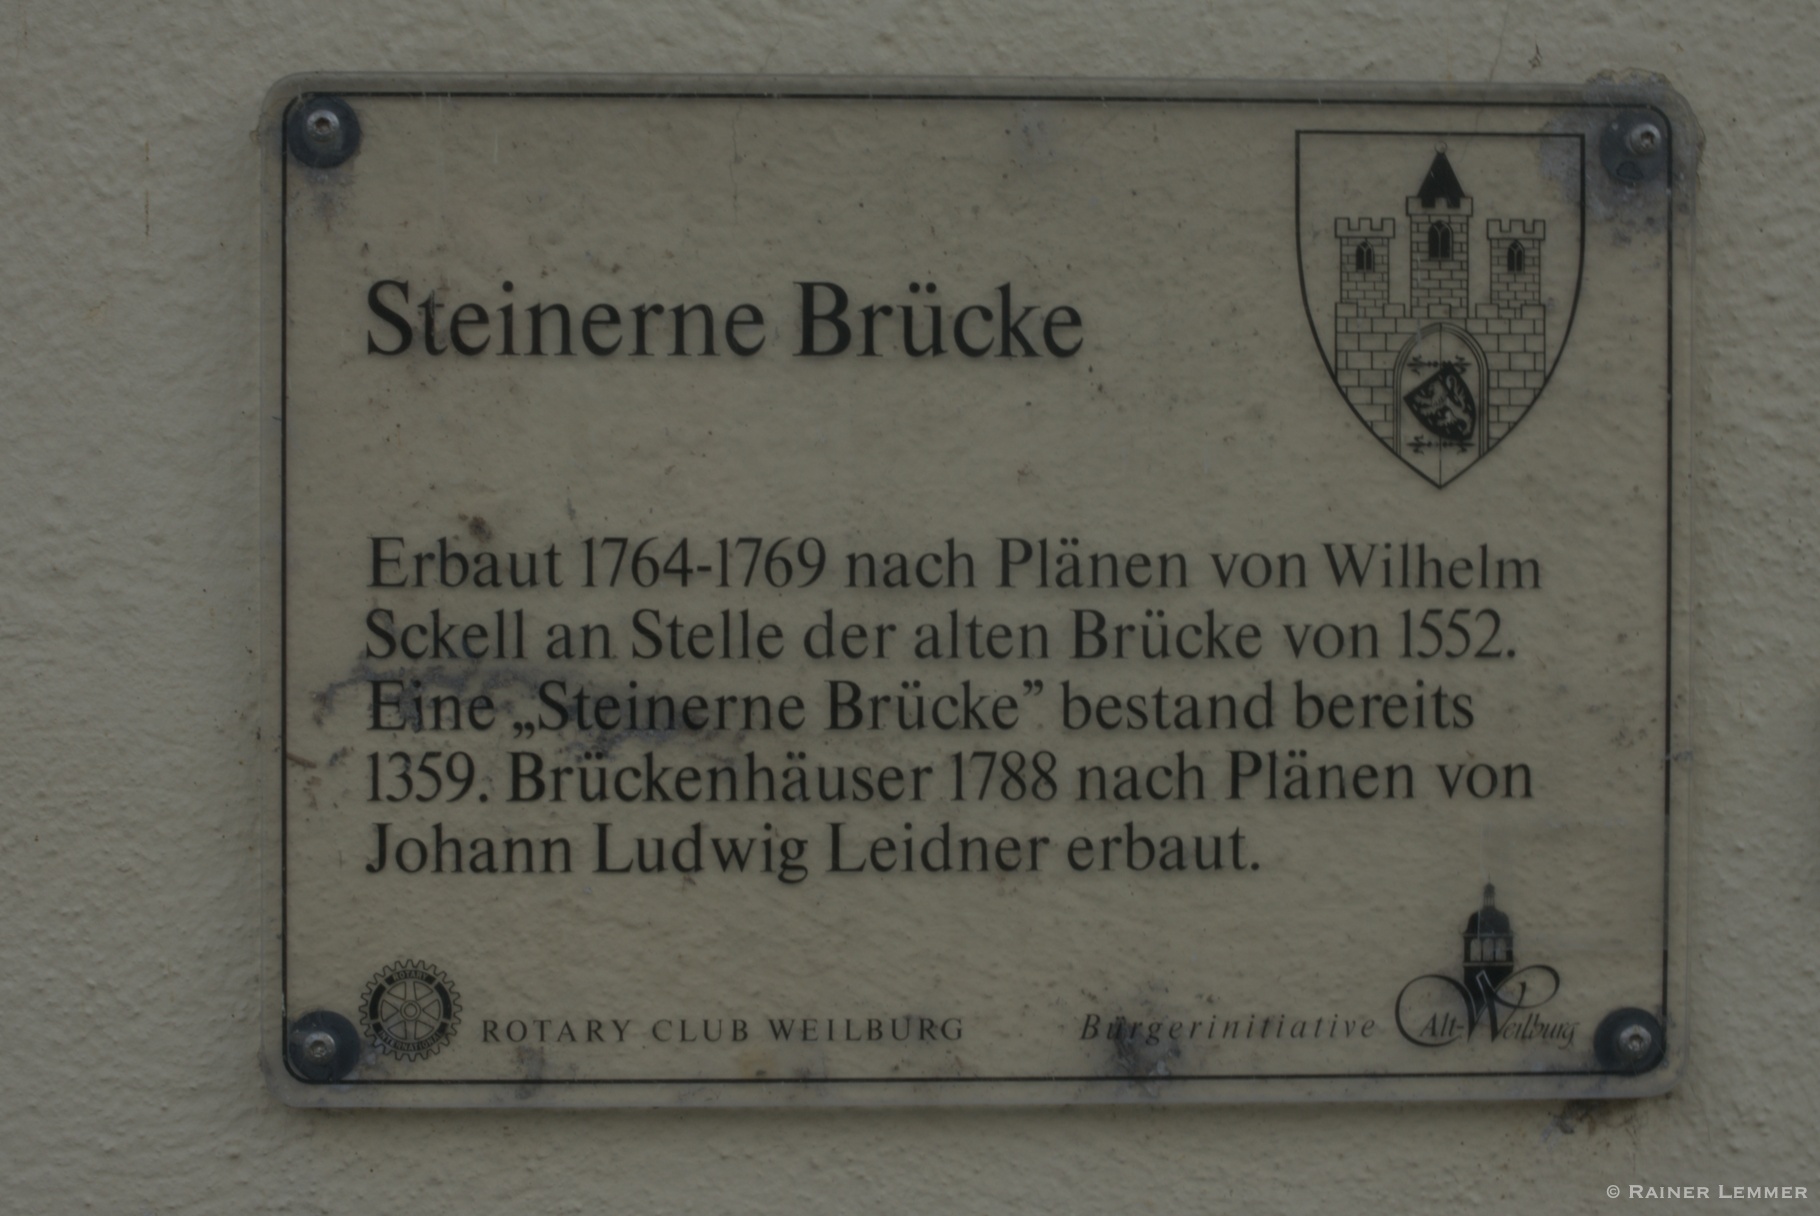 Steinerne Brücke
Erbaut 1764-1769 nach Plänen von Wilhelm
Sckell an Stelle der alten Brücke von 1552.
Eine „Steinerne Brücke” bestand bereits
1359. Brückenhäuser 1788 nach Plänen von
Johann Ludwig Leidner erbaut.
ROTARY
INTERNATIONAL
ROTARY CLUB WEILBURG
Bürgerinitiative
Alt-Weilburg
© RAINER LEMMER